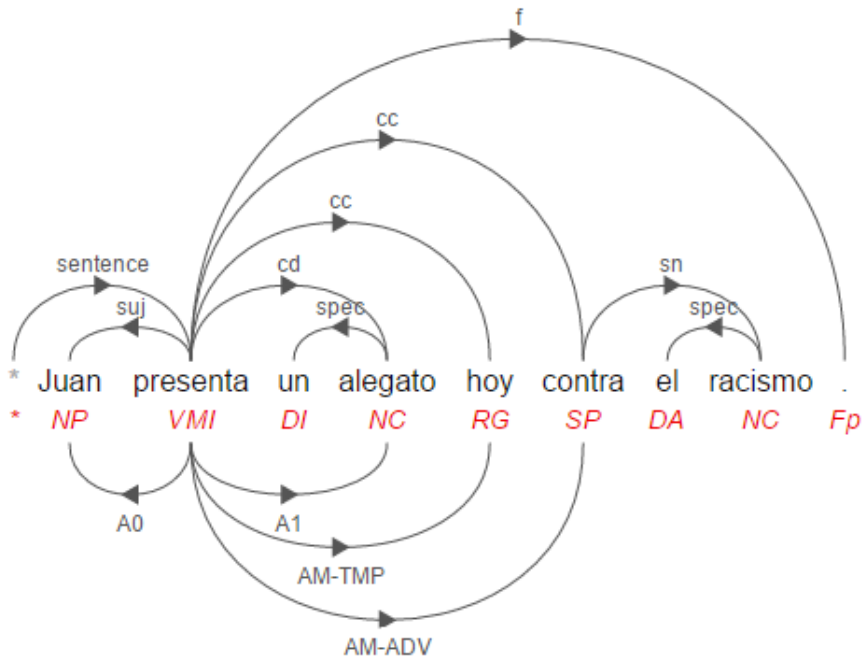 f
cc
cc
sentence cd sn
suj spec spec
* Juan presenta un alegato hoy contra el racismo .
* NP VMI DI NC RG SP DA NC Fp
A0 A1
AM-TMP
AM-ADV